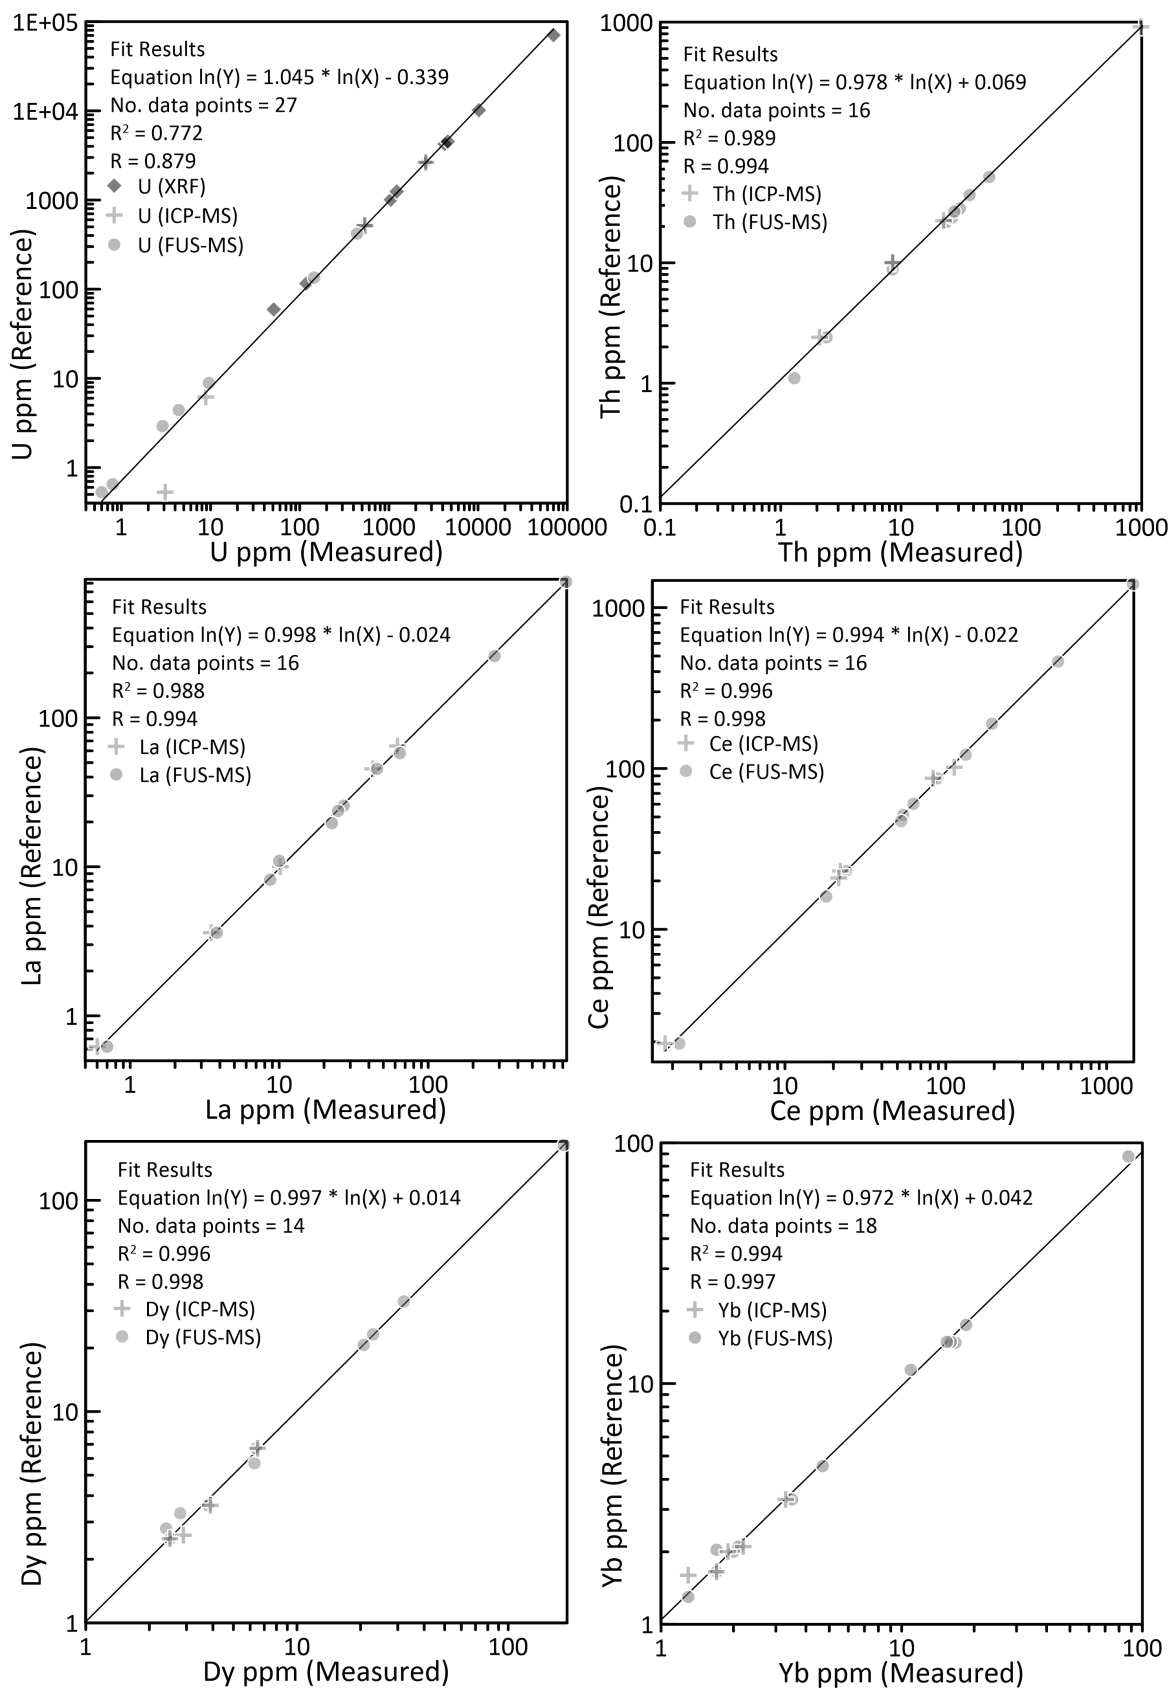 1E+05
1E+04
1000
100
10
1
U ppm (Reference)
Fit Results
Equation ln(Y) = 1.045 * ln(X) - 0.339
No. data points = 27
R² = 0.772
R = 0.879
U (XRF)
U (ICP-MS)
U (FUS-MS)
1 10 100 1000 10000 100000
U ppm (Measured)
1000
100
10
1
0.1
Th ppm (Reference)
Fit Results
Equation ln(Y) = 0.978 * ln(X) + 0.069
No. data points = 16
R² = 0.989
R = 0.994
Th (ICP-MS)
Th (FUS-MS)
0.1 1 10 100 1000
Th ppm (Measured)
100
10
1
La ppm (Reference)
Fit Results
Equation ln(Y) = 0.998 * ln(X) - 0.024
No. data points = 16
R² = 0.988
R = 0.994
La (ICP-MS)
La (FUS-MS)
1 10 100
La ppm (Measured)
1000
100
10
Ce ppm (Reference)
Fit Results
Equation ln(Y) = 0.994 * ln(X) - 0.022
No. data points = 16
R² = 0.996
R = 0.998
Ce (ICP-MS)
Ce (FUS-MS)
10 100 1000
Ce ppm (Measured)
100
10
1
Dy ppm (Reference)
Fit Results
Equation ln(Y) = 0.997 * ln(X) + 0.014
No. data points = 14
R² = 0.996
R = 0.998
Dy (ICP-MS)
Dy (FUS-MS)
1 10 100
Dy ppm (Measured)
100
10
1
Yb ppm (Reference)
Fit Results
Equation ln(Y) = 0.972 * ln(X) + 0.042
No. data points = 18
R² = 0.994
R = 0.997
Yb (ICP-MS)
Yb (FUS-MS)
1 10 100
Yb ppm (Measured)